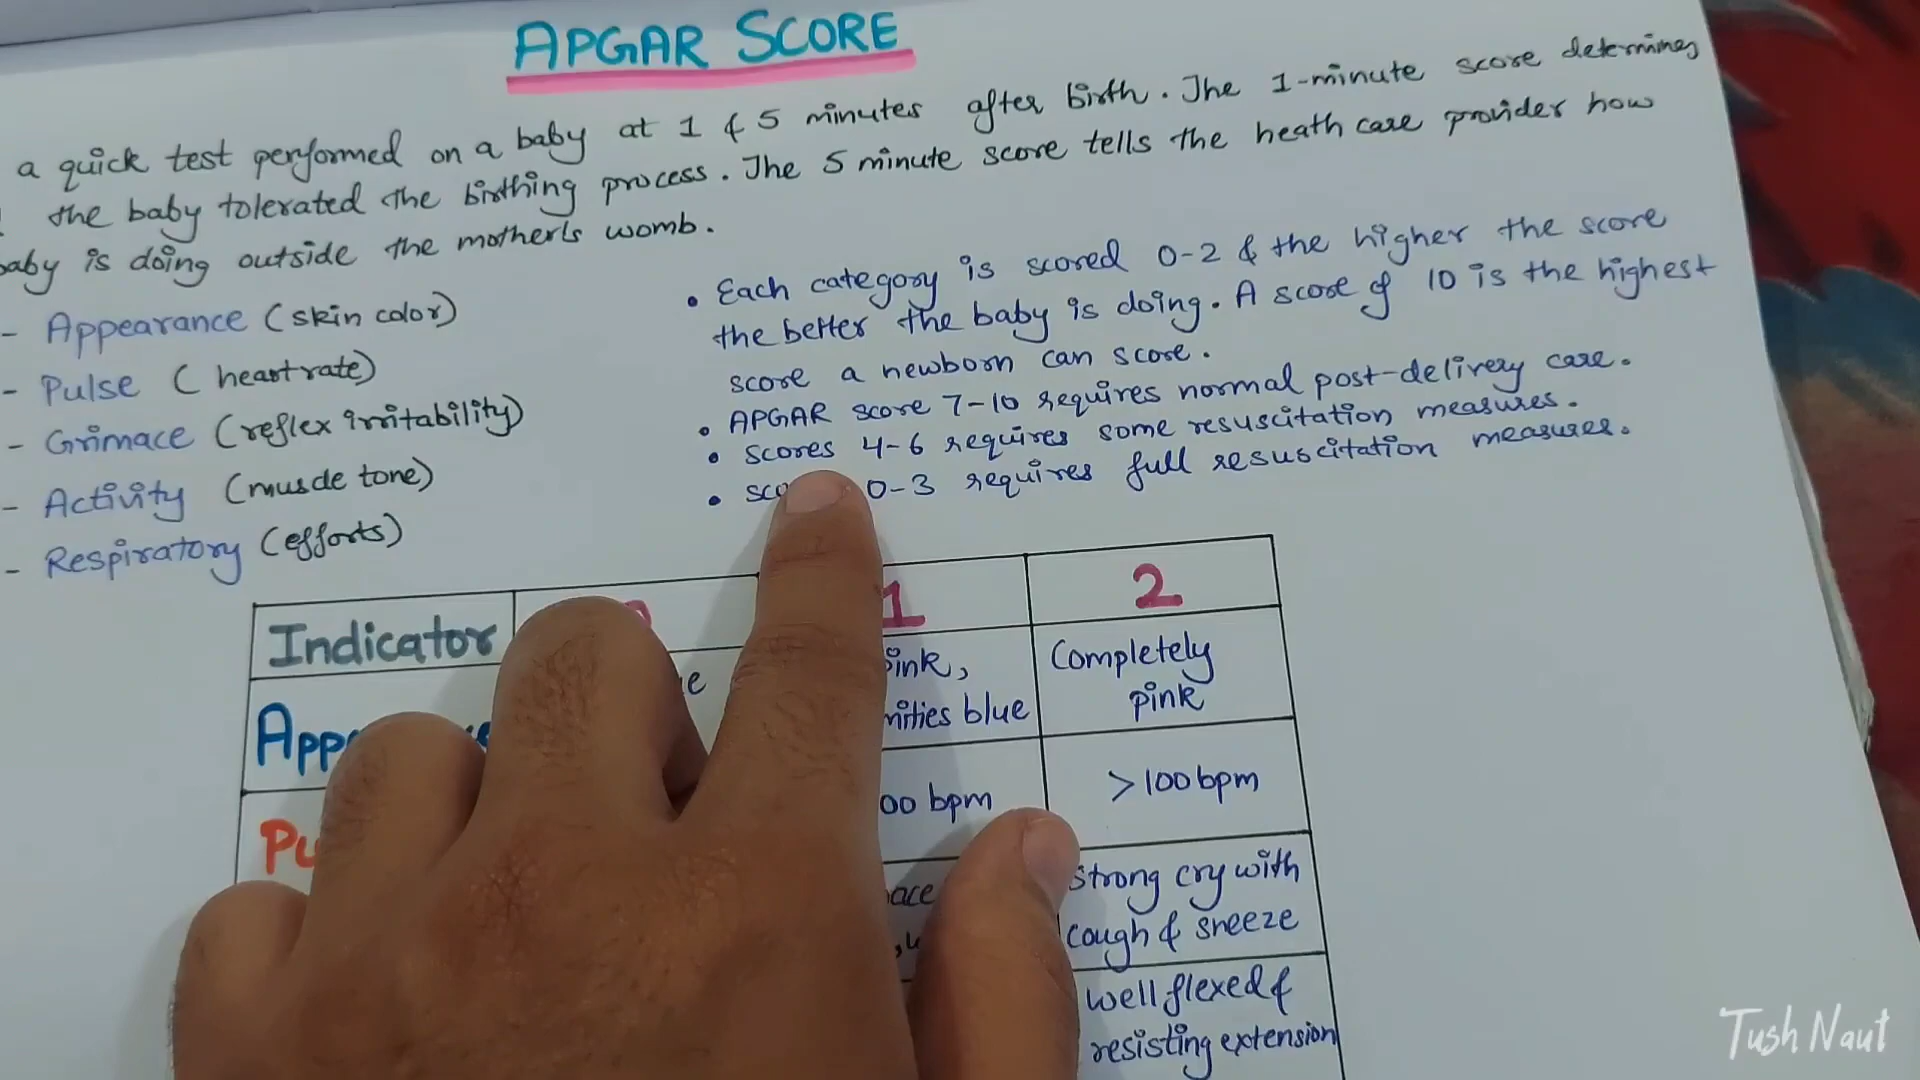 APGAR SCORE
a quick test performed on a baby at 1 & 5 minutes after birth. The 1-minute score determines
the baby tolerated the birthing process. The 5 minute score tells the heath care provider how
baby is doing outside the mother's womb.
- Appearance (skin color)
- Pulse (heart rate)
- Grimace (reflex irritability)
- Activity (muscle tone)
- Respiratory (efforts)
• Each category is scored 0-2 & the higher the score
the better the baby is doing. A score of 10 is the highest
score a newborn can score.
• APGAR score 7-10 requires normal post-delivery care.
• scores 4-6 requires some resuscitation measures.
• 0-3 requires full resuscitation measures.
Indicator 1 2
blue Completely
pink
> 100 bpm
bpm
strong cry with
cough & sneeze
well flexed &
resisting extension
Tush Naut